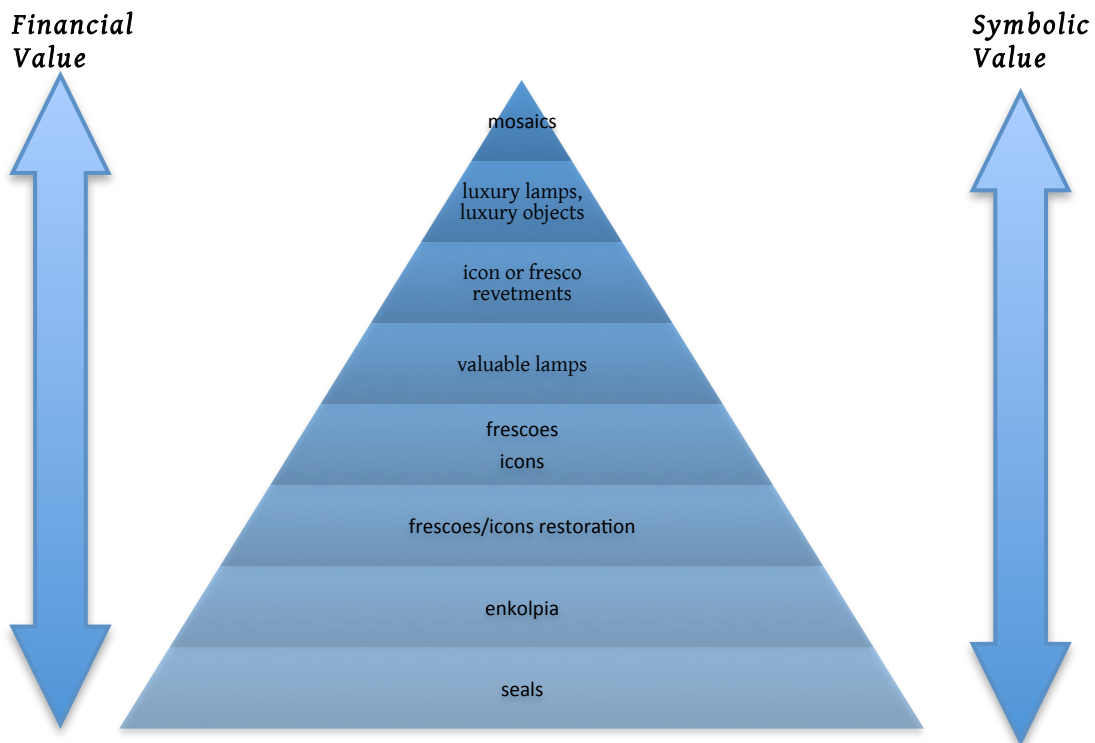 Financial
Value
Symbolic
Value
mosaics
luxury lamps,
luxury objects
icon or fresco
revetments
valuable lamps
frescoes
icons
frescoes/icons restoration
enkolpia
seals